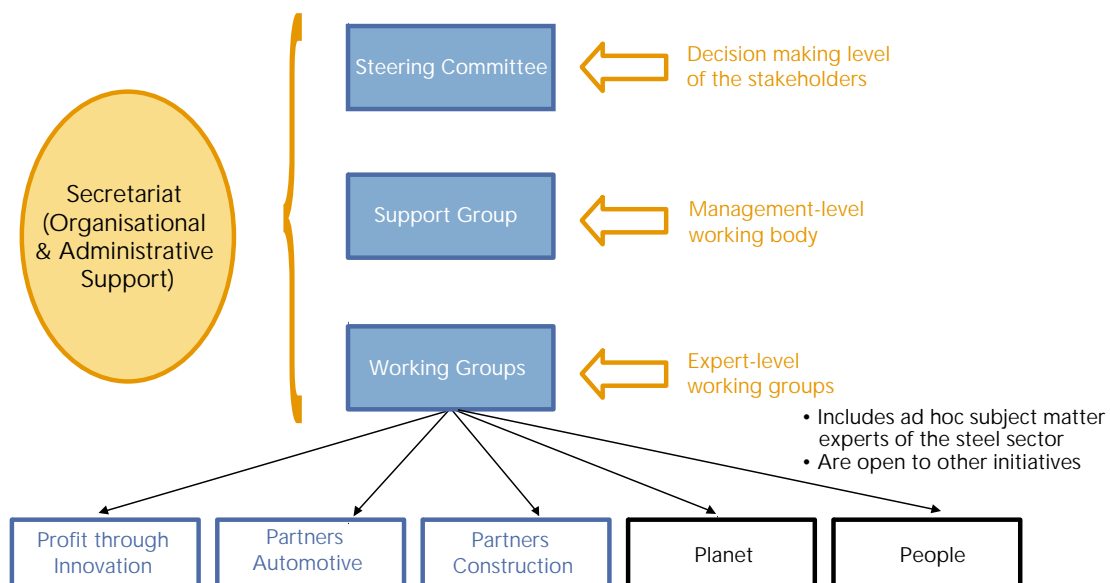 Steering Committee
Decision making level
of the stakeholders
Secretariat
(Organisational
& Administrative
Support)
Support Group
Management-level
working body
Working Groups
Expert-level
working groups
• Includes ad hoc subject matter
experts of the steel sector
• Are open to other initiatives
Profit through
Innovation
Partners
Automotive
Partners
Construction
Planet
People